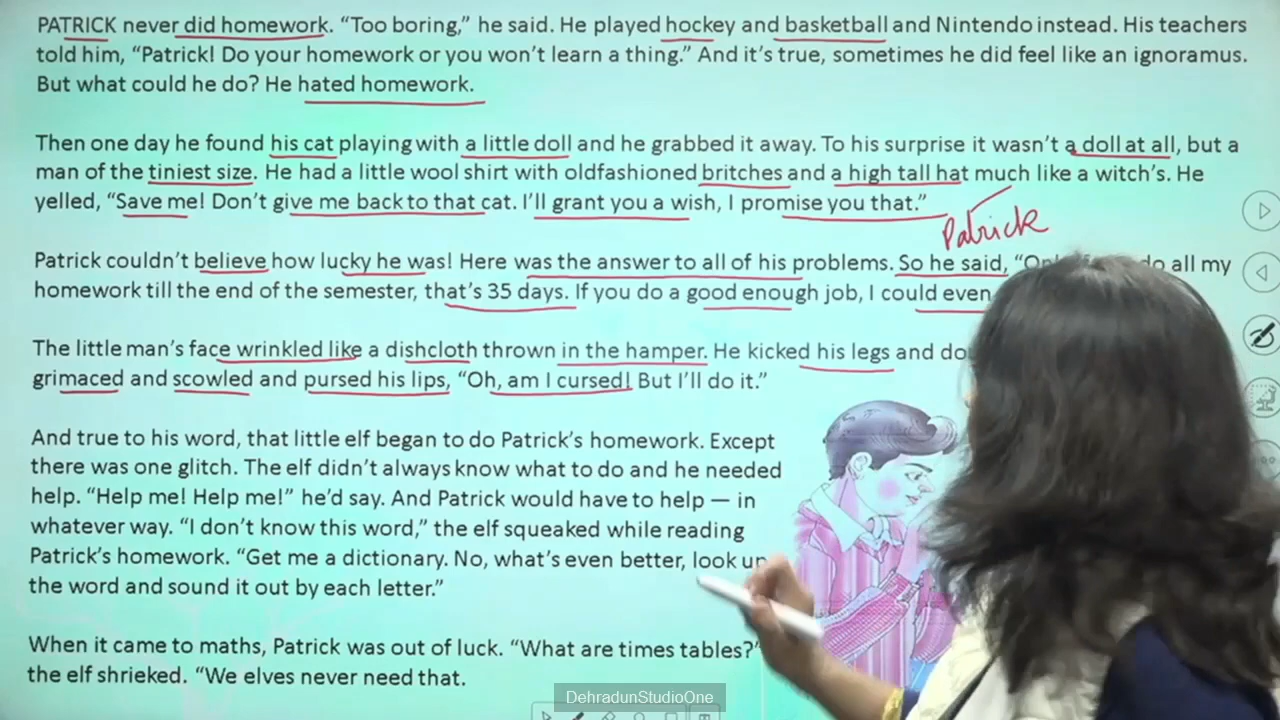 PATRICK never did homework. “Too boring,” he said. He played hockey and basketball and Nintendo instead. His teachers
told him, “Patrick! Do your homework or you won’t learn a thing.” And it’s true, sometimes he did feel like an ignoramus.
But what could he do? He hated homework.
Then one day he found his cat playing with a little doll and he grabbed it away. To his surprise it wasn’t a doll at all, but a
man of the tiniest size. He had a little wool shirt with oldfashioned britches and a high tall hat much like a witch’s. He
yelled, “Save me! Don’t give me back to that cat. I’ll grant you a wish, I promise you that.”
Patrick
Patrick couldn’t believe how lucky he was! Here was the answer to all of his problems. So he said, do all my
homework till the end of the semester, that’s 35 days. If you do a good enough job, I could even
The little man’s face wrinkled like a dishcloth thrown in the hamper. He kicked his legs and
grimaced and scowled and pursed his lips, “Oh, am I cursed! But I’ll do it.”
And true to his word, that little elf began to do Patrick’s homework. Except
there was one glitch. The elf didn’t always know what to do and he needed
help. “Help me! Help me!” he’d say. And Patrick would have to help — in
whatever way. “I don’t know this word,” the elf squeaked while reading
Patrick’s homework. “Get me a dictionary. No, what’s even better, look up
the word and sound it out by each letter.”
When it came to maths, Patrick was out of luck. “What are times tables?”
the elf shrieked. “We elves never need that.
DehradunStudioOne